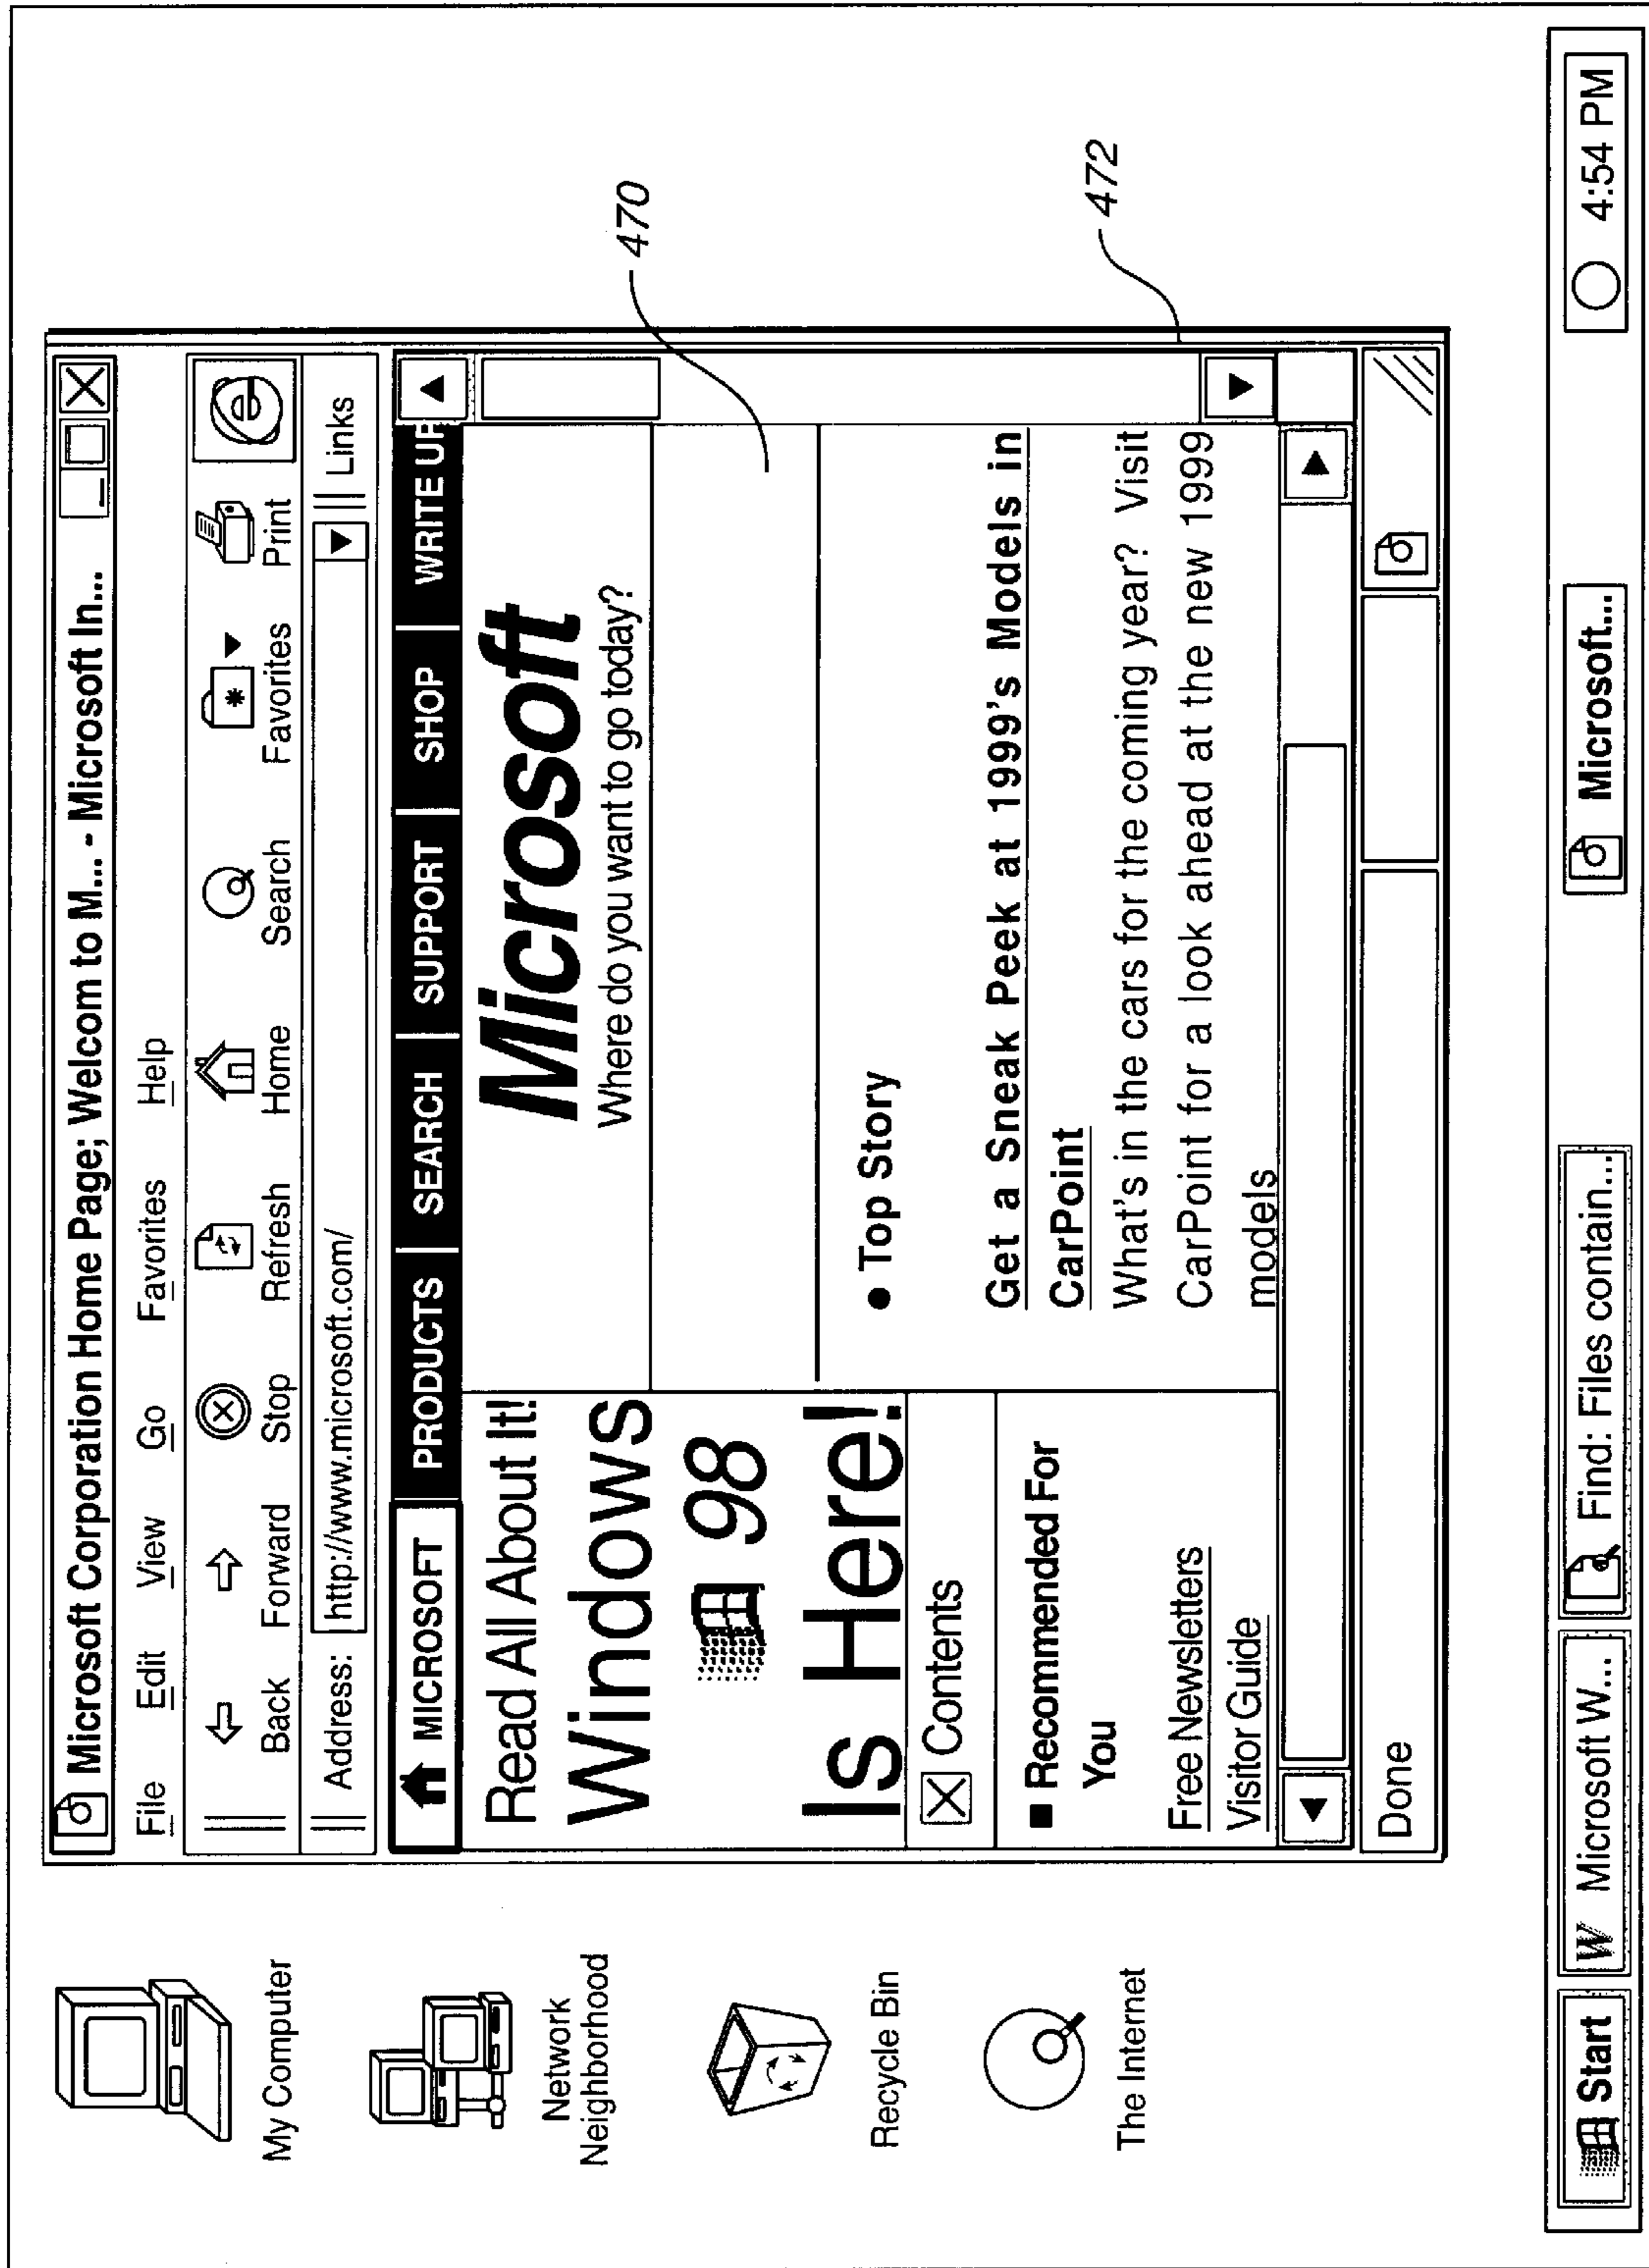 Microsoft Corporation Home Page; Welcom to M... - Microsoft In...
File Edit View Go Favorites Help
Back Forward Stop Refresh Home Search Favorites Print
Address: http://www.microsoft.com/ Links
MICROSOFT PRODUCTS SEARCH SUPPORT SHOP WRITE UP
Read All About It!
Windows
98
Is Here!
Contents
Recommended For
You
Free Newsletters
Visitor Guide
Microsoft
Where do you want to go today?
• Top Story
Get a Sneak Peek at 1999's Models in
CarPoint
What's in the cars for the coming year? Visit
CarPoint for a look ahead at the new 1999
models
Done
470
472
My Computer
Network
Neighborhood
Recycle Bin
The Internet
Start W Microsoft W... Find: Files contain... Microsoft... 4:54 PM